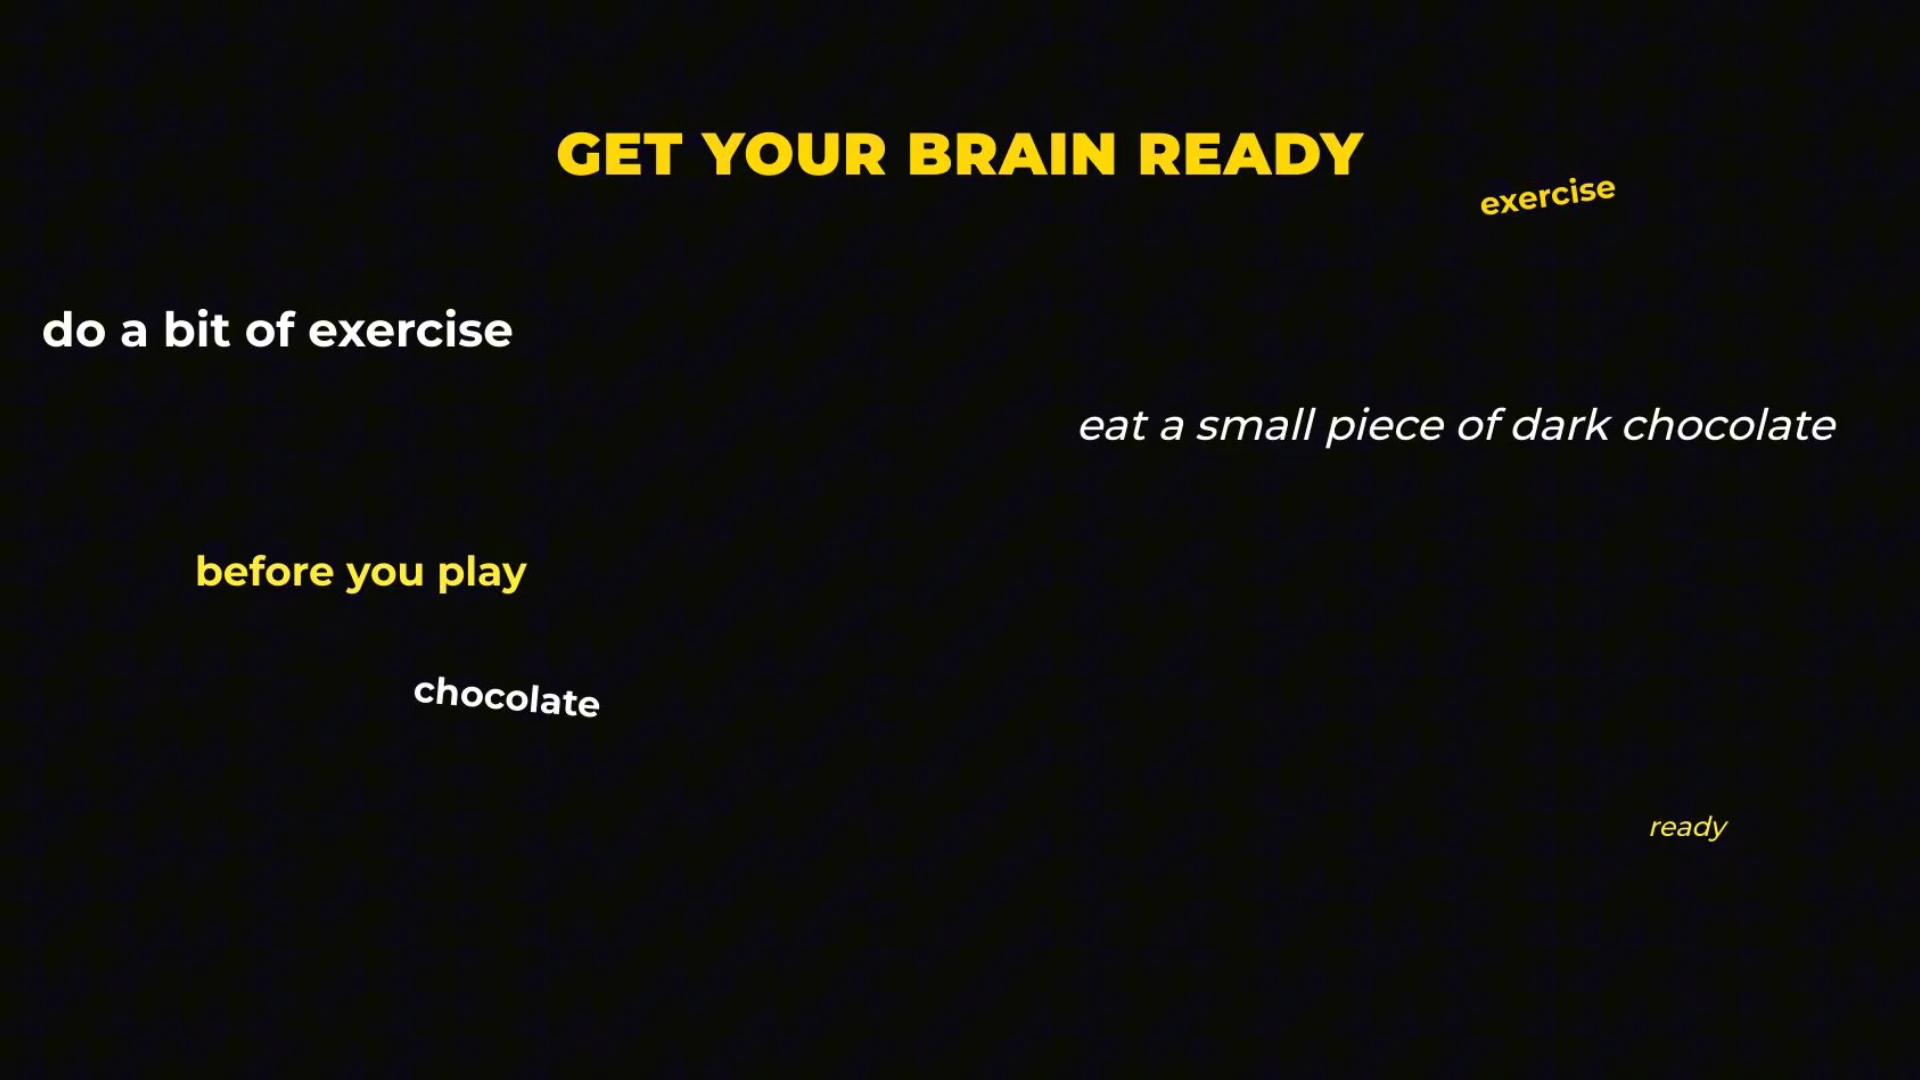 GET YOUR BRAIN READY
exercise
do a bit of exercise
eat a small piece of dark chocolate
before you play
chocolate
ready